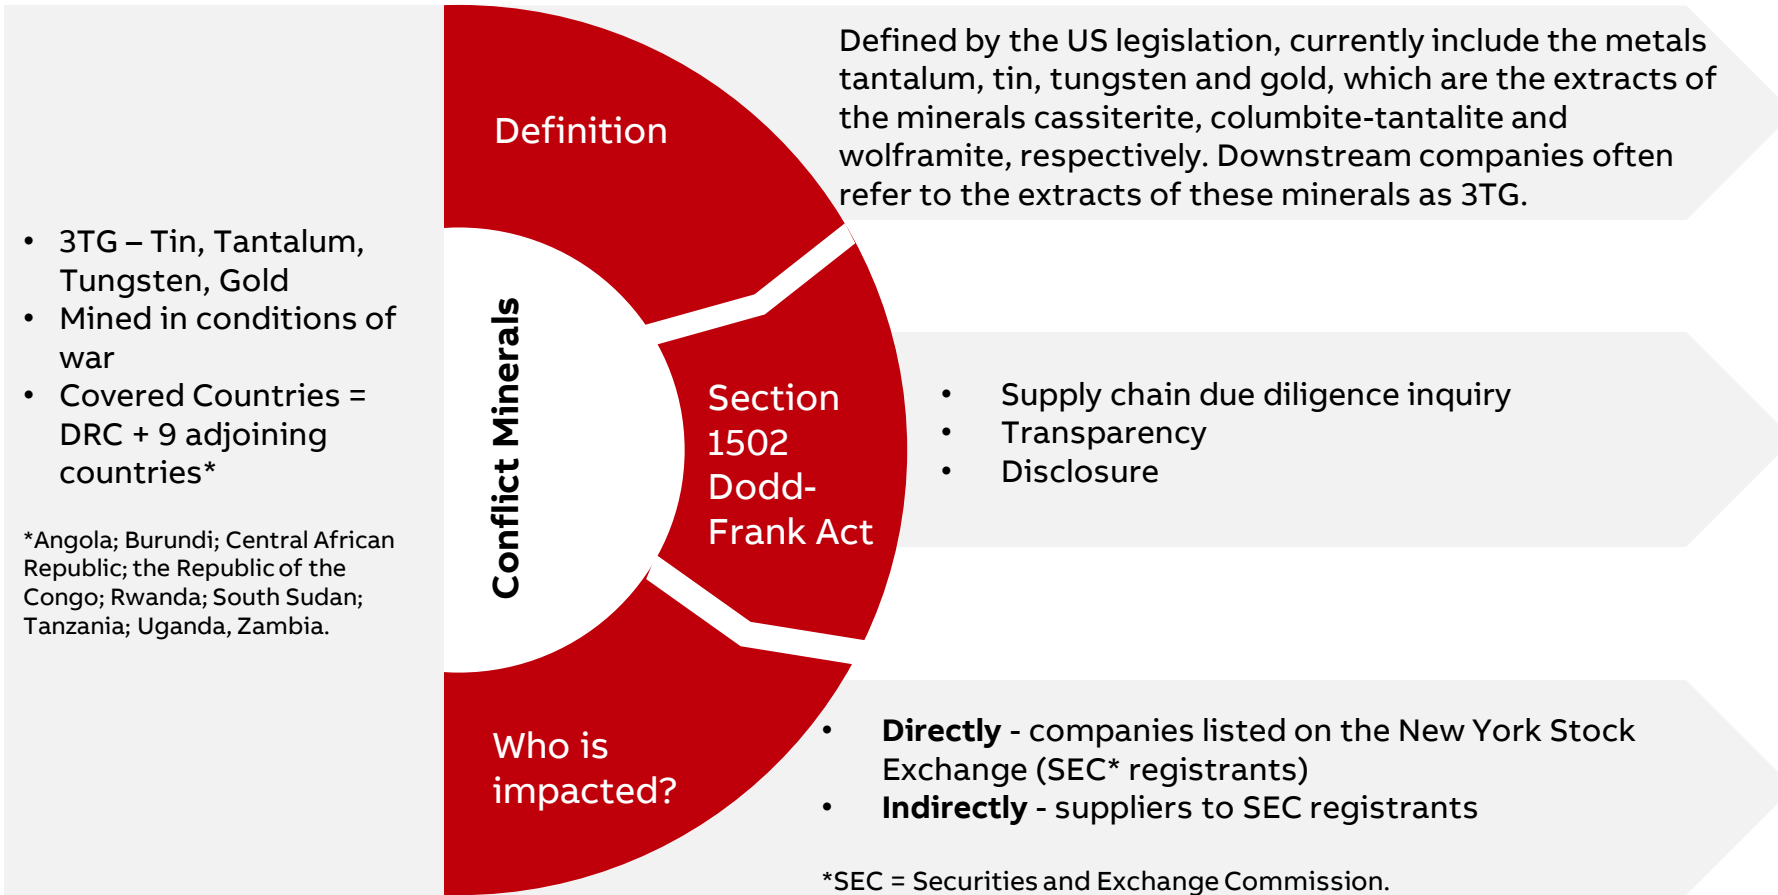 • 3TG – Tin, Tantalum,
Tungsten, Gold
• Mined in conditions of
war
• Covered Countries =
DRC + 9 adjoining
countries*
*Angola; Burundi; Central African
Republic; the Republic of the
Congo; Rwanda; South Sudan;
Tanzania; Uganda, Zambia.
Conflict Minerals
Definition
Defined by the US legislation, currently include the metals
tantalum, tin, tungsten and gold, which are the extracts of
the minerals cassiterite, columbite-tantalite and
wolframite, respectively. Downstream companies often
refer to the extracts of these minerals as 3TG.
Section
1502
Dodd-
Frank Act
• Supply chain due diligence inquiry
• Transparency
• Disclosure
Who is
impacted?
• Directly - companies listed on the New York Stock
Exchange (SEC* registrants)
• Indirectly - suppliers to SEC registrants
*SEC = Securities and Exchange Commission.